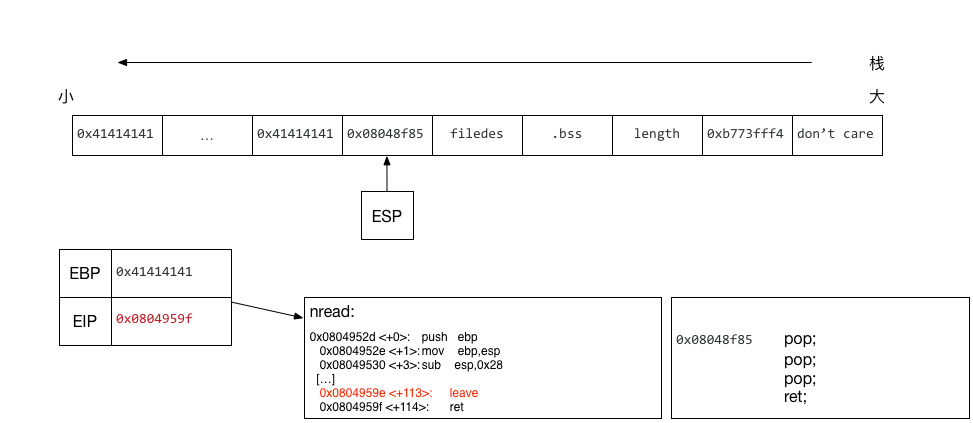 栈
小 大
0x41414141 ... 0x41414141 0x08048f85 filedes .bss length 0xb773fff4 don't care
ESP
EBP 0x41414141
EIP 0x0804959f
nread:
0x0804952d <+0>: push ebp
0x0804952e <+1>: mov ebp,esp
0x08049530 <+3>: sub esp,0x28
[...]
0x0804959e <+113>: leave
0x0804959f <+114>: ret
0x08048f85 pop;
pop;
pop;
ret;